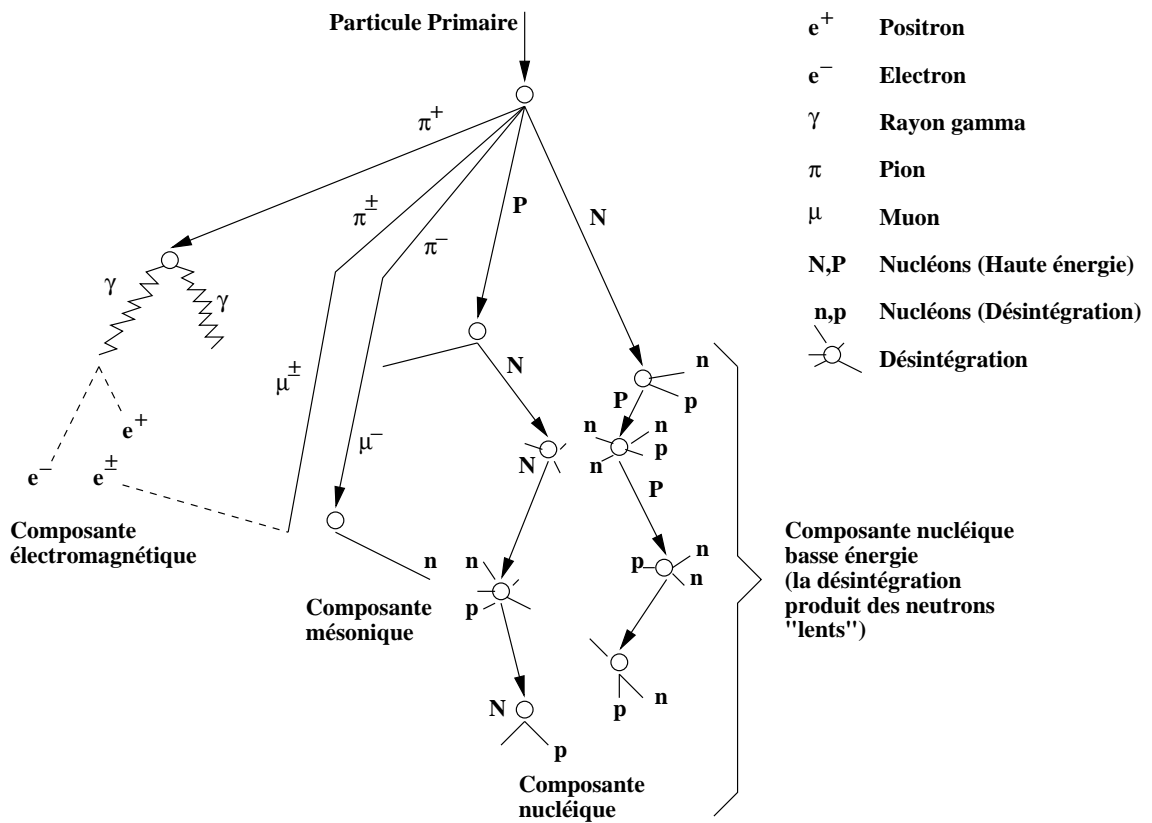 Particule Primaire
e+ Positron
e− Electron
γ Rayon gamma
π Pion
μ Muon
N,P Nucléons (Haute énergie)
n,p Nucléons (Désintégration)
Désintégration
π+
π±
π−
P
N
γ
γ
μ±
μ−
e+
e−
e±
Composante
électromagnétique
n
Composante
mésonique
N
N
n
p
N
p
Composante
nucléique
n
p
P
n
n
p
n
P
p
n
n
n
p
Composante nucléique
basse énergie
(la désintégration
produit des neutrons
"lents")